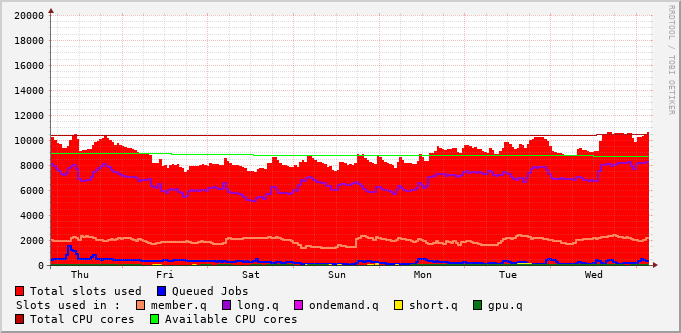 RRDTOOL / TOBI OETIKER
20000
18000
16000
14000
12000
10000
8000
6000
4000
2000
0
Thu Fri Sat Sun Mon Tue Wed
Total slots used Queued Jobs
Slots used in : member.q long.q ondemand.q short.q gpu.q
Total CPU cores Available CPU cores